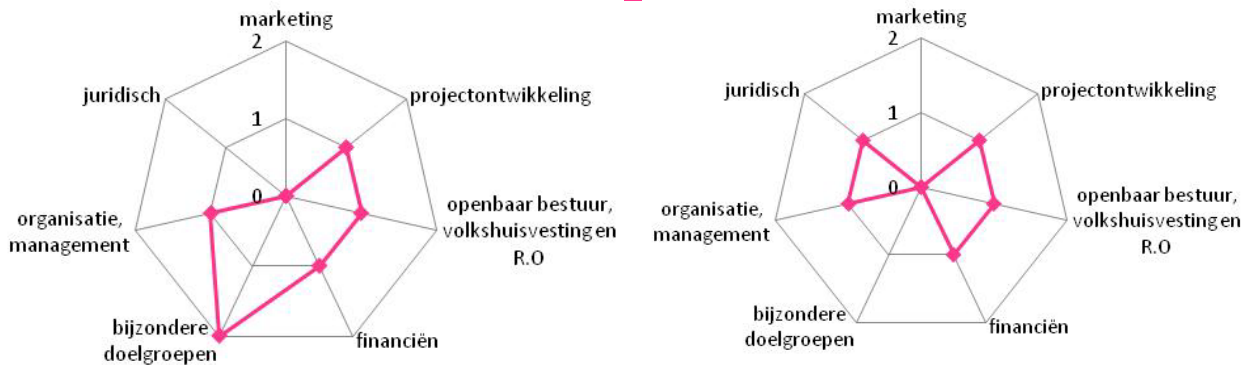 marketing
2
juridisch
projectontwikkeling
1
0
organisatie,
management
openbaar bestuur,
volkshuisvesting en
R.O
bijzondere
doelgroepen
financiën
marketing
2
juridisch
projectontwikkeling
1
0
organisatie,
management
openbaar bestuur,
volkshuisvesting en
R.O
bijzondere
doelgroepen
financiën